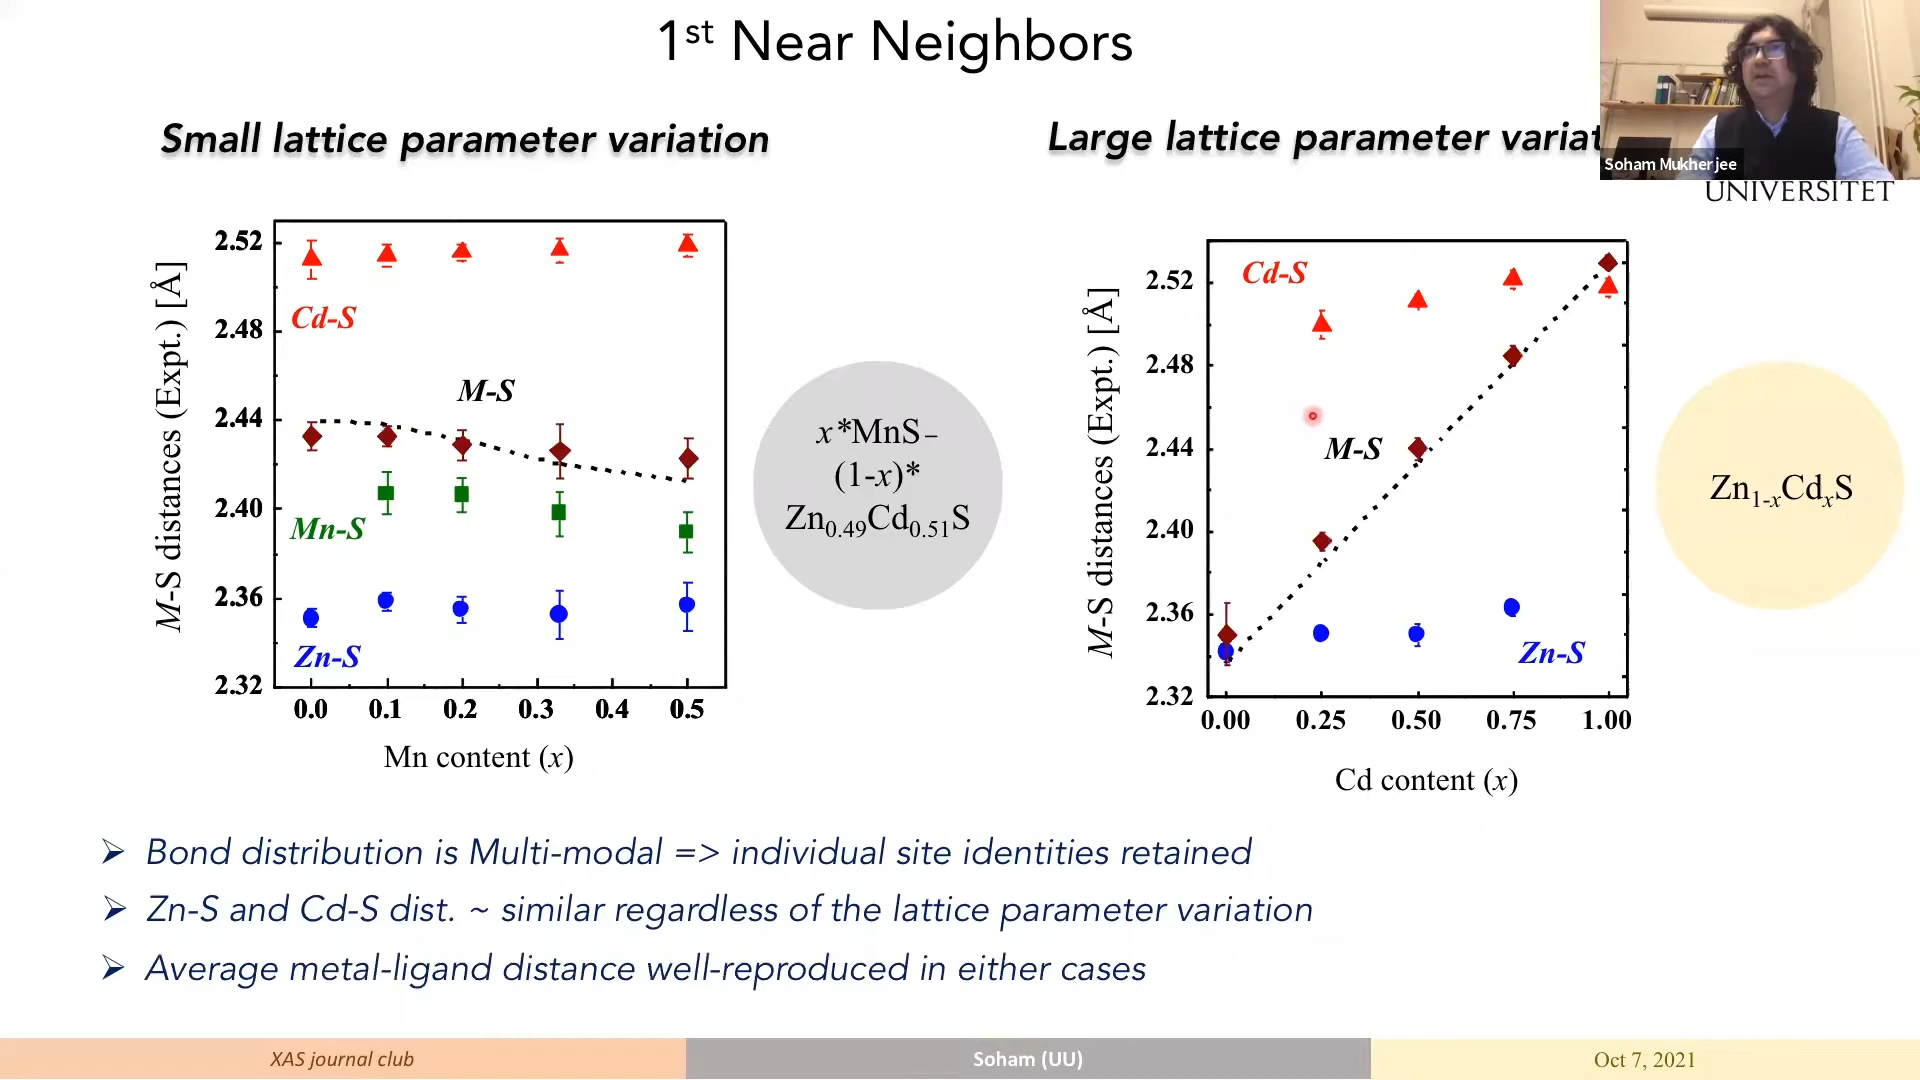 1st Near Neighbors
Small lattice parameter variation
Large lattice parameter variat
Soham Mukherjee
UNIVERSITET
M-S distances (Expt.) [Å]
2.52
2.48
2.44
2.40
2.36
2.32
Cd-S
M-S
Mn-S
Zn-S
0.0 0.1 0.2 0.3 0.4 0.5
Mn content (x)
x*MnS–
(1-x)*
Zn0.49Cd0.51S
M-S distances (Expt.) [Å]
2.52
2.48
2.44
2.40
2.36
2.32
Cd-S
M-S
Zn-S
0.00 0.25 0.50 0.75 1.00
Cd content (x)
Zn1-xCdxS
➢ Bond distribution is Multi-modal => individual site identities retained
➢ Zn-S and Cd-S dist. ~ similar regardless of the lattice parameter variation
➢ Average metal-ligand distance well-reproduced in either cases
XAS journal club
Soham (UU)
Oct 7, 2021